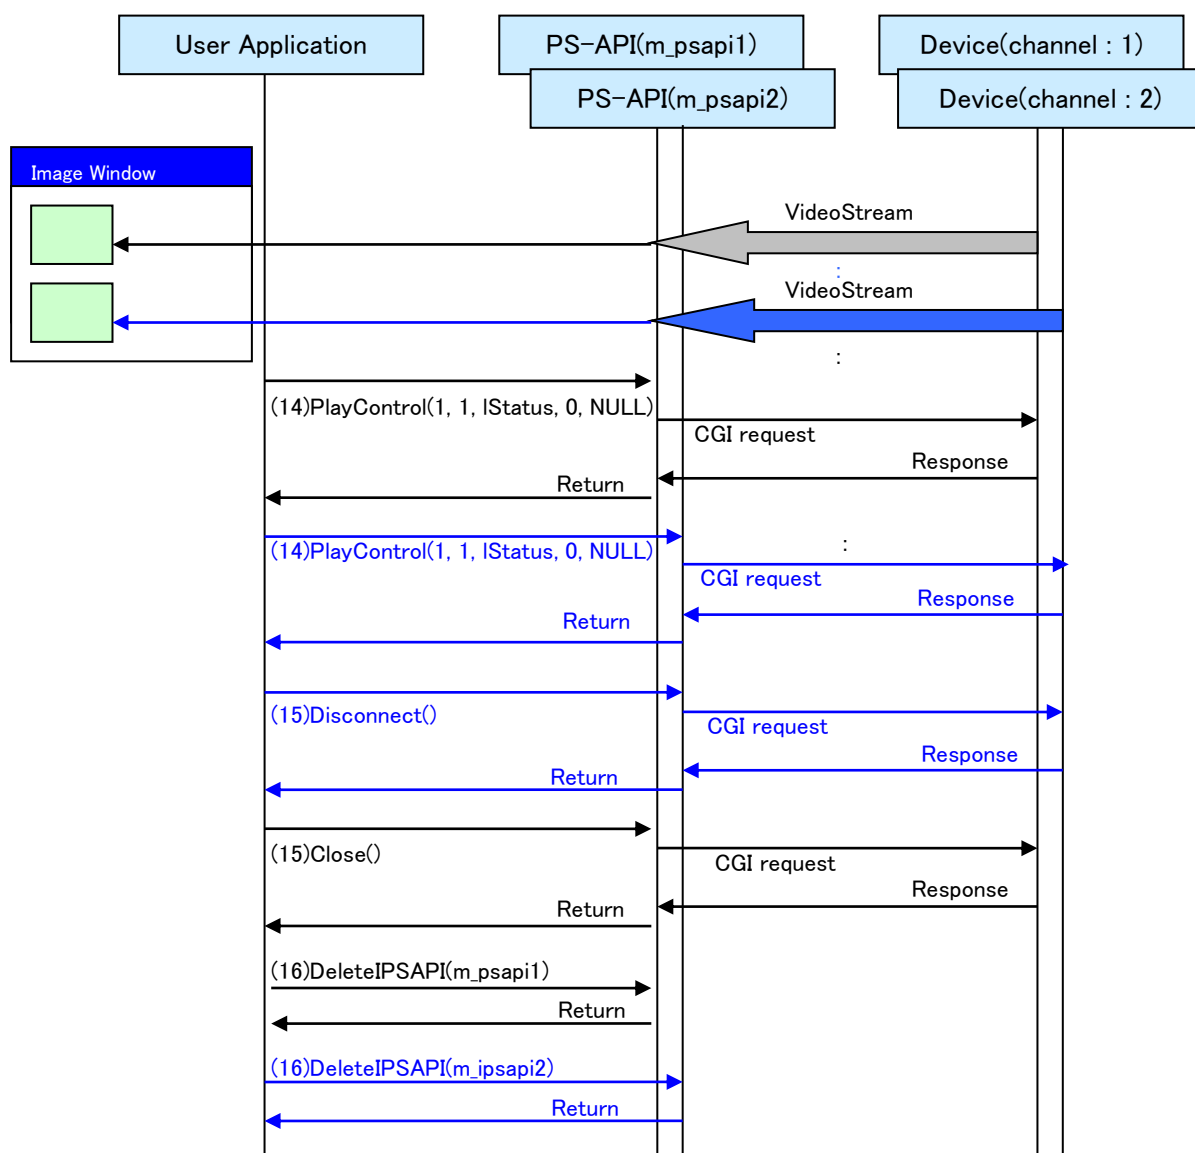 User Application
PS-API(m_psapi1)
Device(channel : 1)
PS-API(m_psapi2)
Device(channel : 2)
Image Window
VideoStream
:
VideoStream
:
(14)PlayControl(1, 1, lStatus, 0, NULL)
CGI request
Response
Return
(14)PlayControl(1, 1, lStatus, 0, NULL)
:
CGI request
Response
Return
(15)Disconnect()
CGI request
Response
Return
(15)Close()
CGI request
Response
Return
(16)DeleteIPSAPI(m_psapi1)
Return
(16)DeleteIPSAPI(m_ipsapi2)
Return